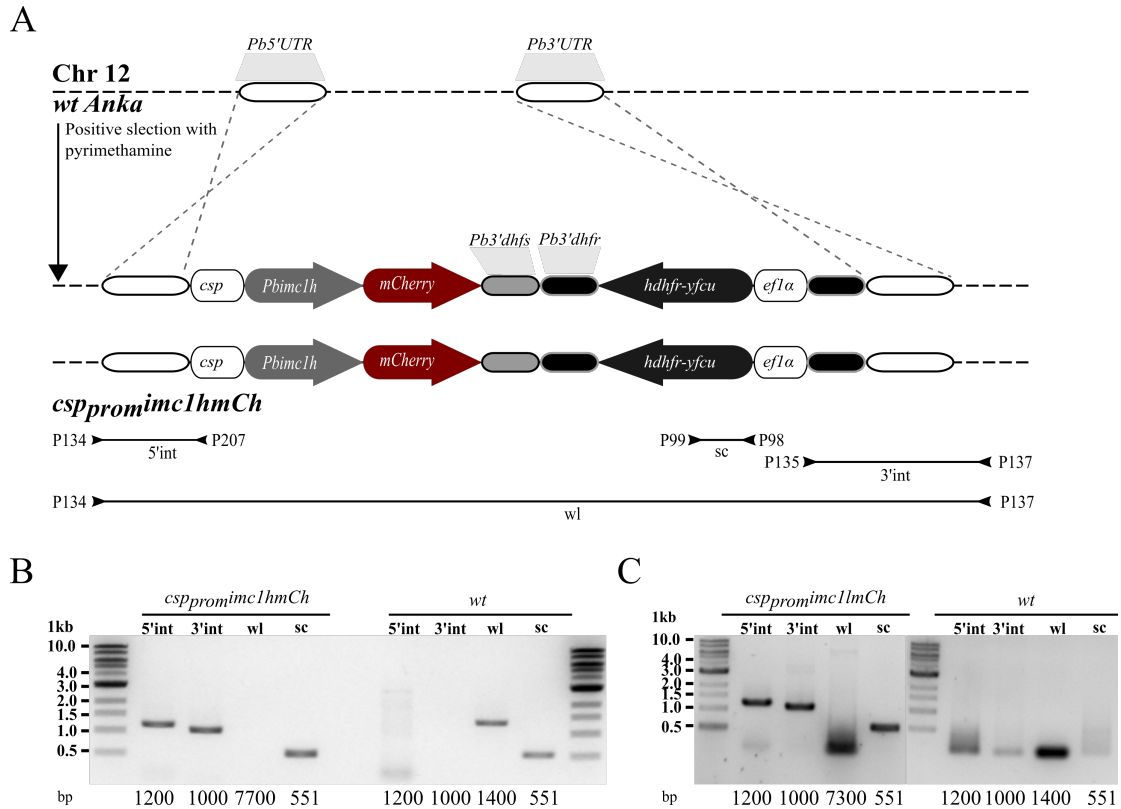 A
Pb5'UTR
Pb3'UTR
Chr 12
wt Anka
Positive slection with
pyrimethamine
Pb3'dhfs
Pb3'dhfr
csp
Pbimc1h
mCherry
hdhfr-yfcu
ef1α
csp
Pbimc1h
mCherry
hdhfr-yfcu
ef1α
csppromimc1hmCh
P134
P207
5'int
P99
P98
sc
P135
P137
3'int
P134
P137
wl
B
csppromimc1hmCh
wt
1kb
5'int 3'int wl sc
5'int 3'int wl sc
10.0
4.0
3.0
2.0
1.5
1.0
0.5
bp
1200 1000 7700 551
1200 1000 1400 551
C
csppromimc1lmCh
wt
1kb
5'int 3'int wl sc
5'int 3'int wl sc
10.0
4.0
3.0
2.0
1.5
1.0
0.5
bp
1200 1000 7300 551
1200 1000 1400 551